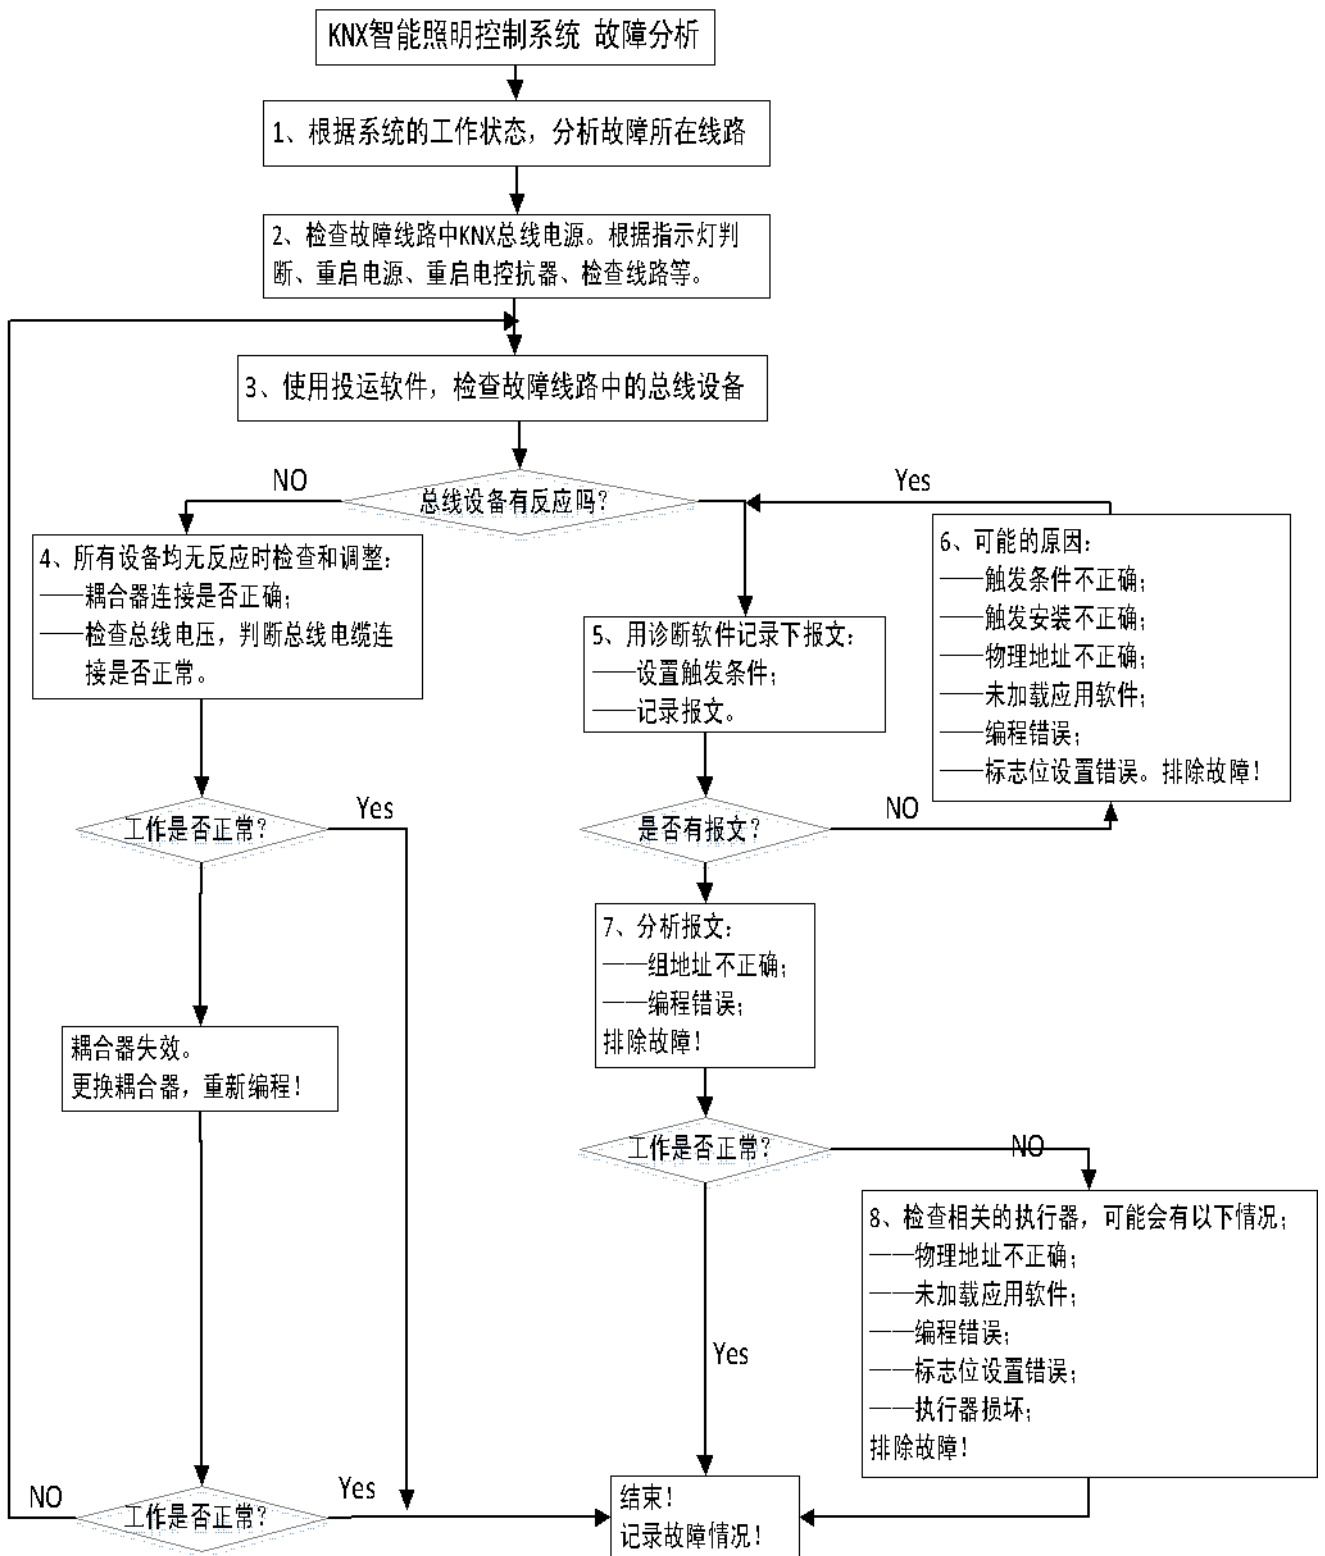 KNX智能照明控制系统 故障分析
1、根据系统的工作状态，分析故障所在线路
2、检查故障线路中KNX总线电源。根据指示灯判
断、重启电源、重启电控抗器、检查线路等。
3、使用投运软件，检查故障线路中的总线设备
总线设备有反应吗？
NO
Yes
4、所有设备均无反应时检查和调整：
——耦合器连接是否正确；
——检查总线电压，判断总线电缆连
接是否正常。
5、用诊断软件记录下报文：
——设置触发条件；
——记录报文。
6、可能的原因：
——触发条件不正确；
——触发安装不正确；
——物理地址不正确；
——未加载应用软件；
——编程错误；
——标志位设置错误。排除故障！
工作是否正常？
Yes
是否有报文？
NO
7、分析报文：
——组地址不正确；
——编程错误；
排除故障！
耦合器失效。
更换耦合器，重新编程！
工作是否正常？
NO
8、检查相关的执行器，可能会有以下情况；
——物理地址不正确；
——未加载应用软件；
——编程错误；
——标志位设置错误；
——执行器损坏；
排除故障！
Yes
NO
工作是否正常？
Yes
结束！
记录故障情况！